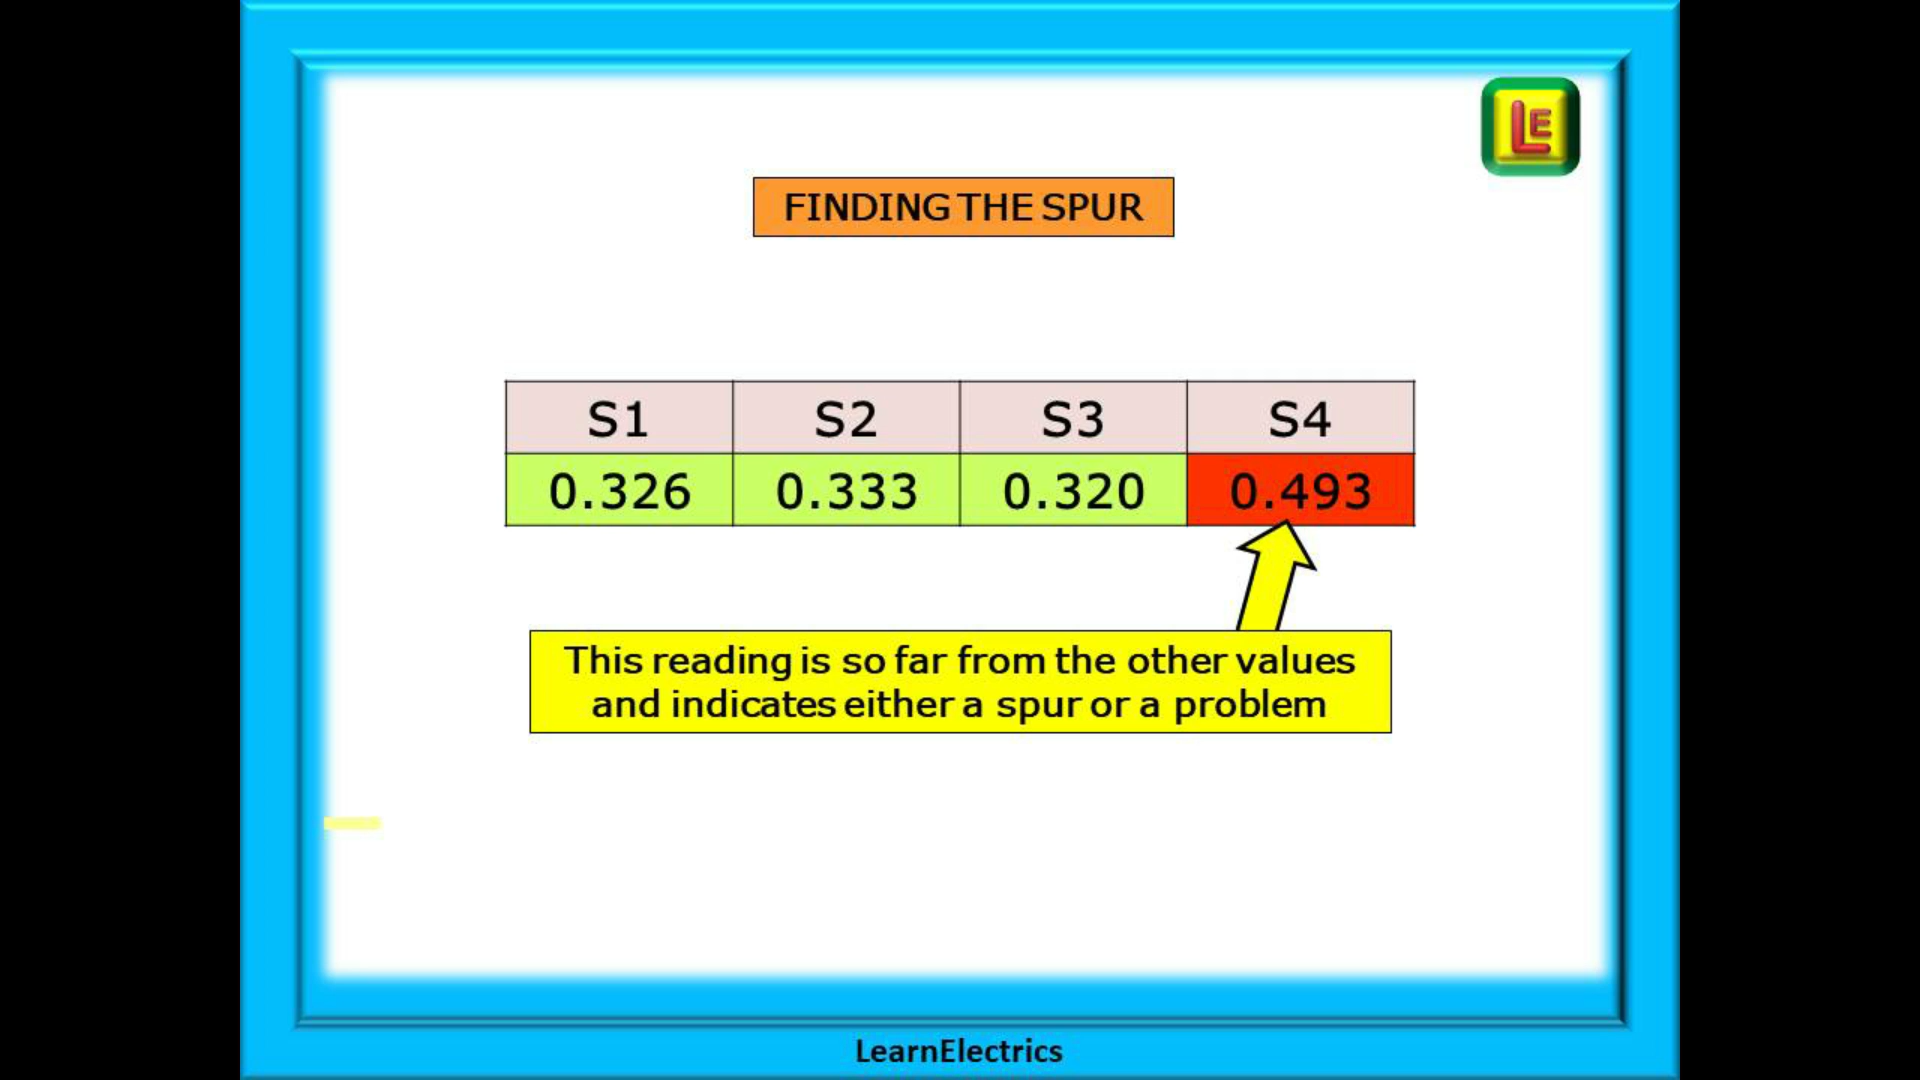 LE
FINDING THE SPUR
S1 S2 S3 S4
0.326 0.333 0.320 0.493
This reading is so far from the other values
and indicates either a spur or a problem
LearnElectrics